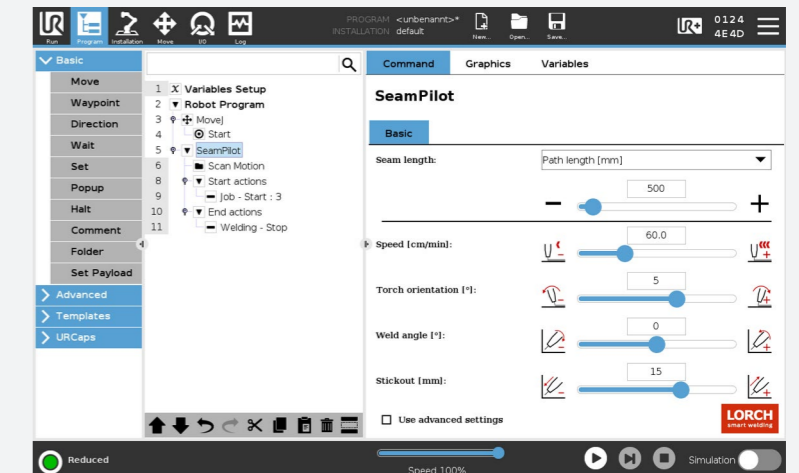 UR
Run
Program
Installation
Move
I/O
Log
PROGRAM <unbenannt>*
INSTALLATION default
New...
Open...
Save...
UR+
0124
4E4D
Basic
Move
Waypoint
Direction
Wait
Set
Popup
Halt
Comment
Folder
Set Payload
Advanced
Templates
URCaps
1 X Variables Setup
2 Robot Program
3 MoveJ
4 Start
5 SeamPilot
6 Scan Motion
8 Start actions
9 Job - Start : 3
10 End actions
11 Welding - Stop
Command Graphics Variables
SeamPilot
Basic
Seam length: Path length [mm]
500
Speed [cm/min]: 60.0
Torch orientation [°]: 5
Weld angle [°]: 0
Stickout [mm]: 15
Use advanced settings
LORCH
smart welding
Reduced
Speed 100%
Simulation